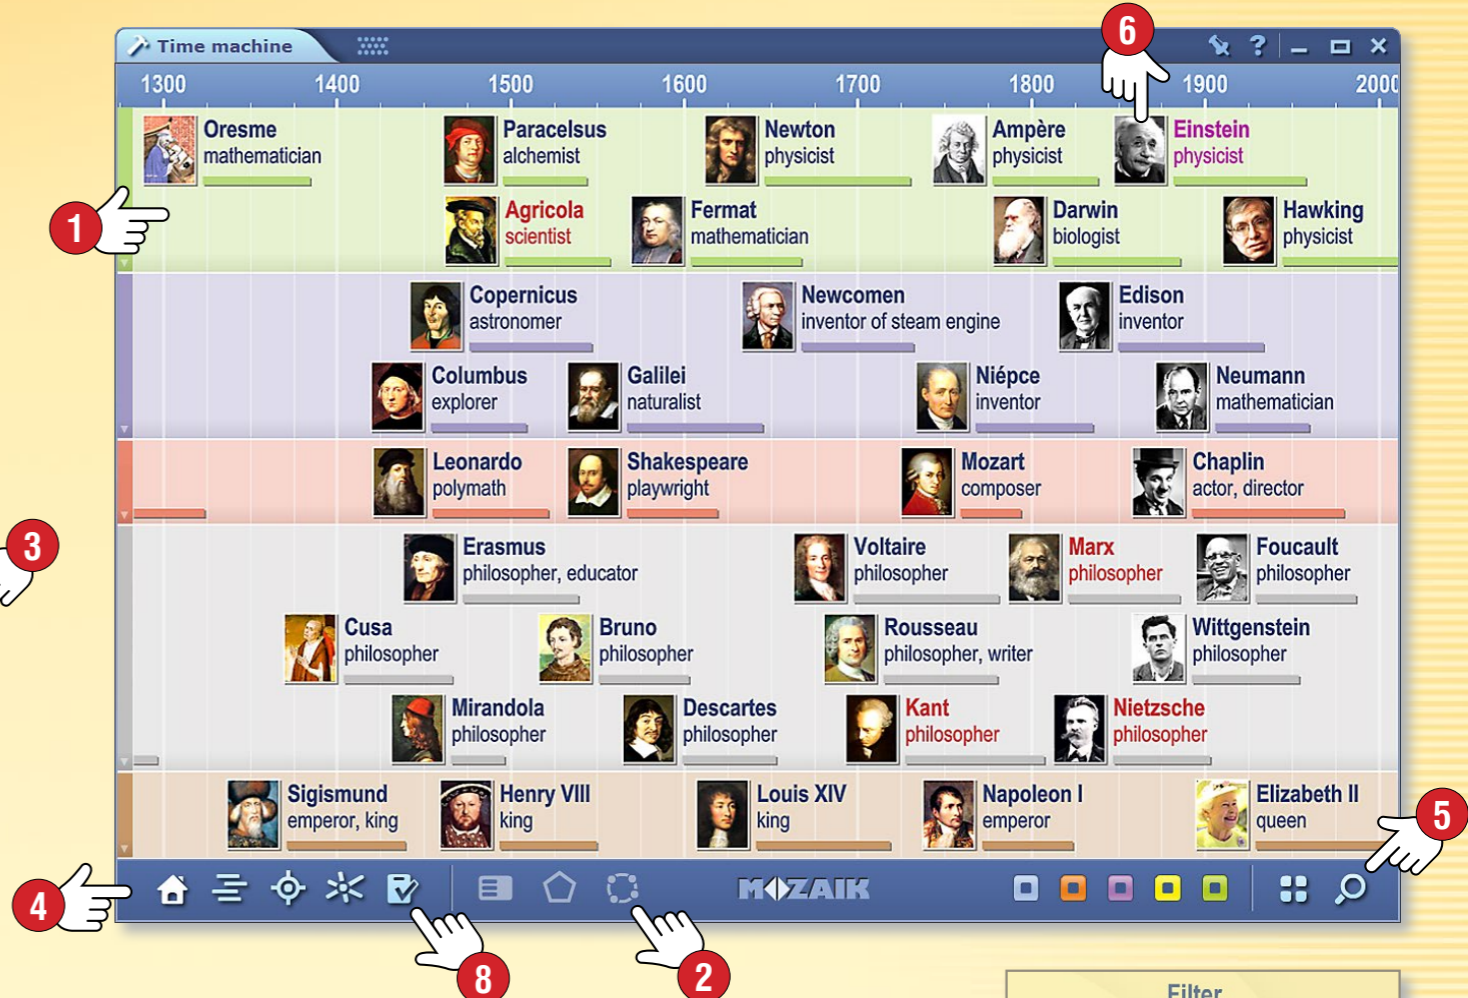 6
Time machine
?
1300 1400 1500 1600 1700 1800 1900 2000
Oresme
mathematician
Paracelsus
alchemist
Newton
physicist
Ampère
physicist
Einstein
physicist
1
Agricola
scientist
Fermat
mathematician
Darwin
biologist
Hawking
physicist
Copernicus
astronomer
Newcomen
inventor of steam engine
Edison
inventor
Columbus
explorer
Galilei
naturalist
Niépce
inventor
Neumann
mathematician
Leonardo
polymath
Shakespeare
playwright
Mozart
composer
Chaplin
actor, director
3
Erasmus
philosopher, educator
Voltaire
philosopher
Marx
philosopher
Foucault
philosopher
Cusa
philosopher
Bruno
philosopher
Rousseau
philosopher, writer
Wittgenstein
philosopher
Mirandola
philosopher
Descartes
philosopher
Kant
philosopher
Nietzsche
philosopher
Sigismund
emperor, king
Henry VIII
king
Louis XIV
king
Napoleon I
emperor
Elizabeth II
queen
5
4
MOZAIK
8
2
Filter